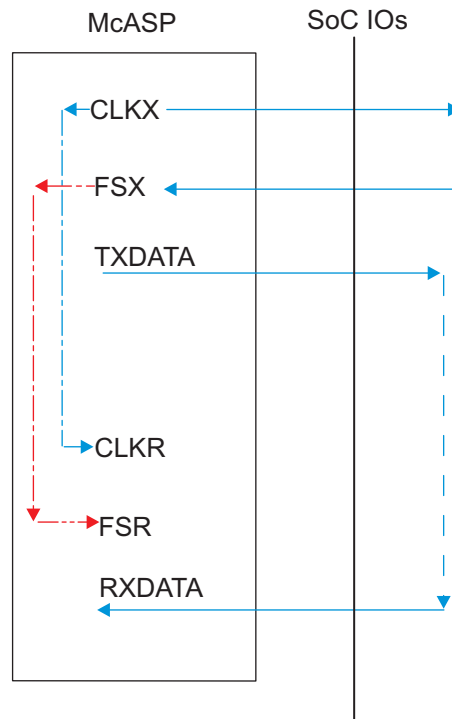 McASP
SoC IOs
CLKX
FSX
TXDATA
CLKR
FSR
RXDATA